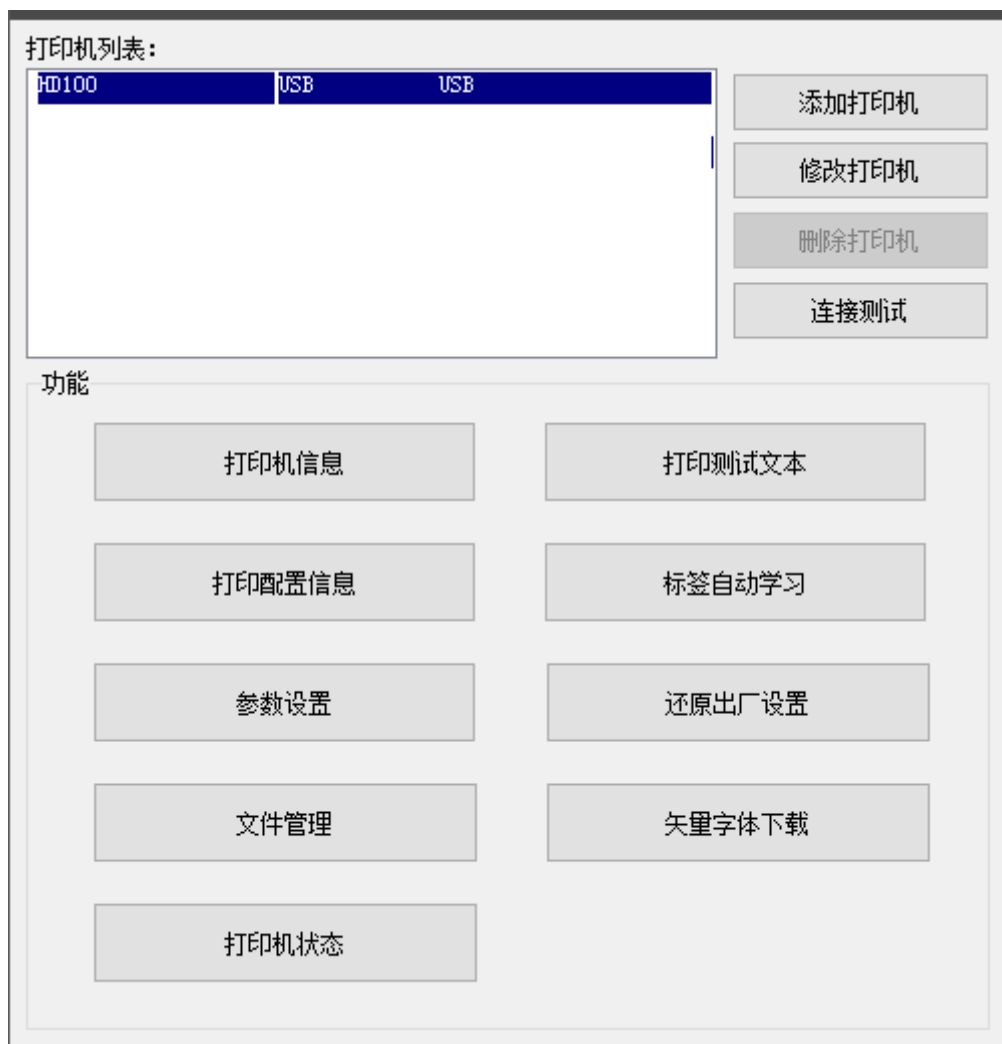 打印机列表:
HD100 USB USB
添加打印机
修改打印机
删除打印机
连接测试
功能
打印机信息 打印测试文本
打印配置信息 标签自动学习
参数设置 还原出厂设置
文件管理 矢量字体下载
打印机状态